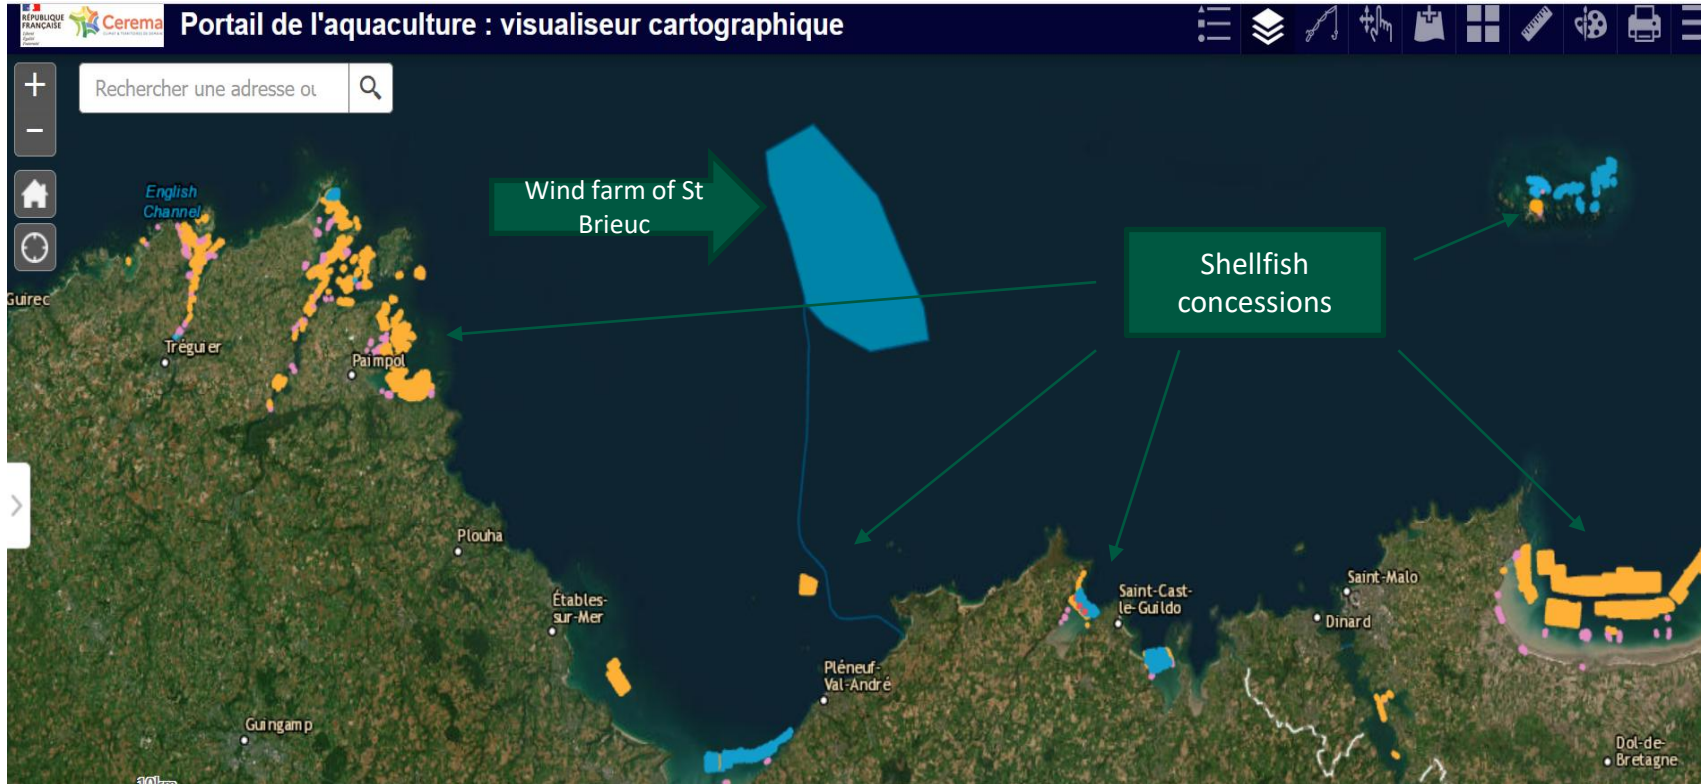 RÉPUBLIQUE
FRANÇAISE
Cerema
Portail de l'aquaculture : visualiseur cartographique
+
Rechercher une adresse ou
−
English
Channel
Wind farm of St
Brieuc
Shellfish
concessions
Guirec
Tréguier
Paimpol
Plouha
Étables-
sur-Mer
Saint-Cast-
le-Guildo
Saint-Malo
Dinard
Pléneuf-
Val-André
Guingamp
Dol-de-
Bretagne
10km